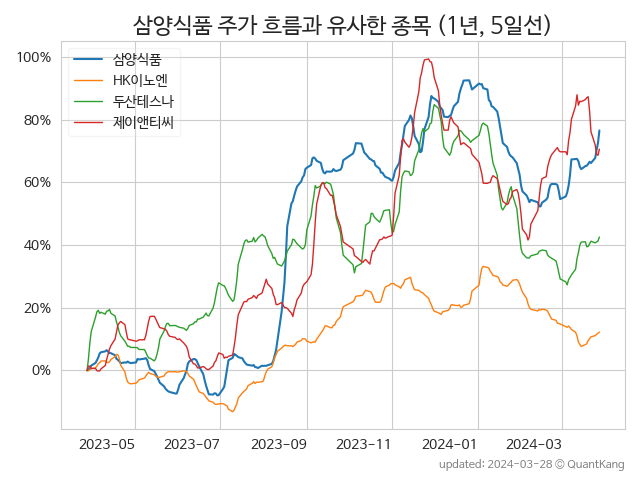 삼양식품 주가 흐름과 유사한 종목 (1년, 5일선)
100%
80%
60%
40%
20%
0%
삼양식품
HK이노엔
두산테스나
제이앤티씨
2023-05 2023-07 2023-09 2023-11 2024-01 2024-03
updated: 2024-03-28 © QuantKang